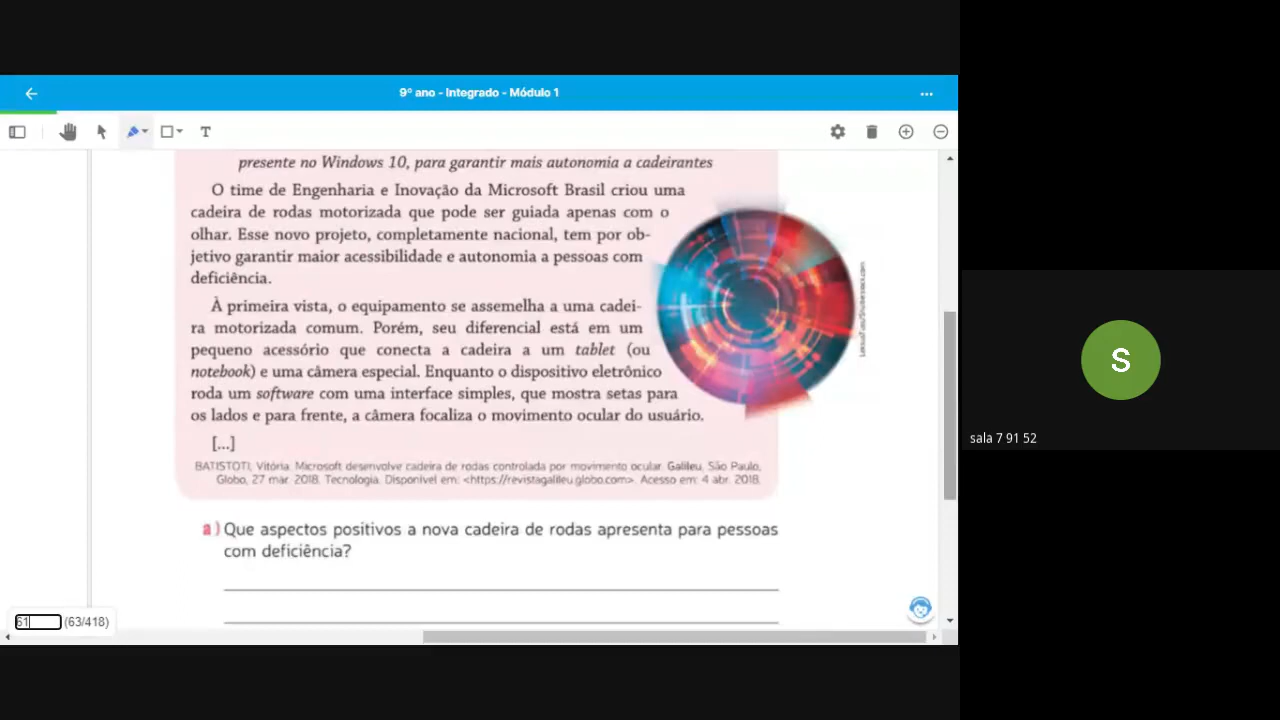 9º ano - Integrado - Módulo 1
T
presente no Windows 10, para garantir mais autonomia a cadeirantes
O time de Engenharia e Inovação da Microsoft Brasil criou uma
cadeira de rodas motorizada que pode ser guiada apenas com o
olhar. Esse novo projeto, completamente nacional, tem por ob-
jetivo garantir maior acessibilidade e autonomia a pessoas com
deficiência.
À primeira vista, o equipamento se assemelha a uma cadei-
ra motorizada comum. Porém, seu diferencial está em um
pequeno acessório que conecta a cadeira a um tablet (ou
notebook) e uma câmera especial. Enquanto o dispositivo eletrônico
roda um software com uma interface simples, que mostra setas para
os lados e para frente, a câmera focaliza o movimento ocular do usuário.
[...]
BATISTOTI, Vitória. Microsoft desenvolve cadeira de rodas controlada por movimento ocular. Galileu, São Paulo,
Globo, 27 mar. 2018. Tecnologia. Disponível em: <https://revistagalileu.globo.com>. Acesso em: 4 abr. 2018.
a) Que aspectos positivos a nova cadeira de rodas apresenta para pessoas
com deficiência?
61 (63/418)
S
sala 7 91 52